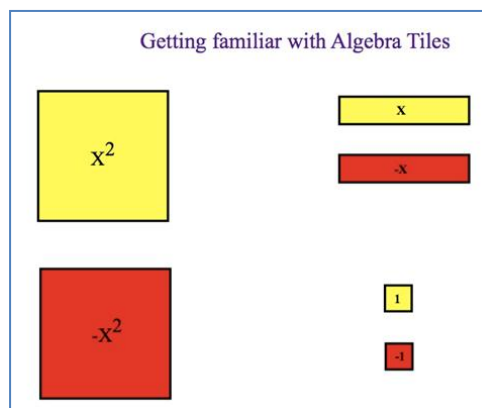 Getting familiar with Algebra Tiles
X²
X
-X
-X²
1
-1